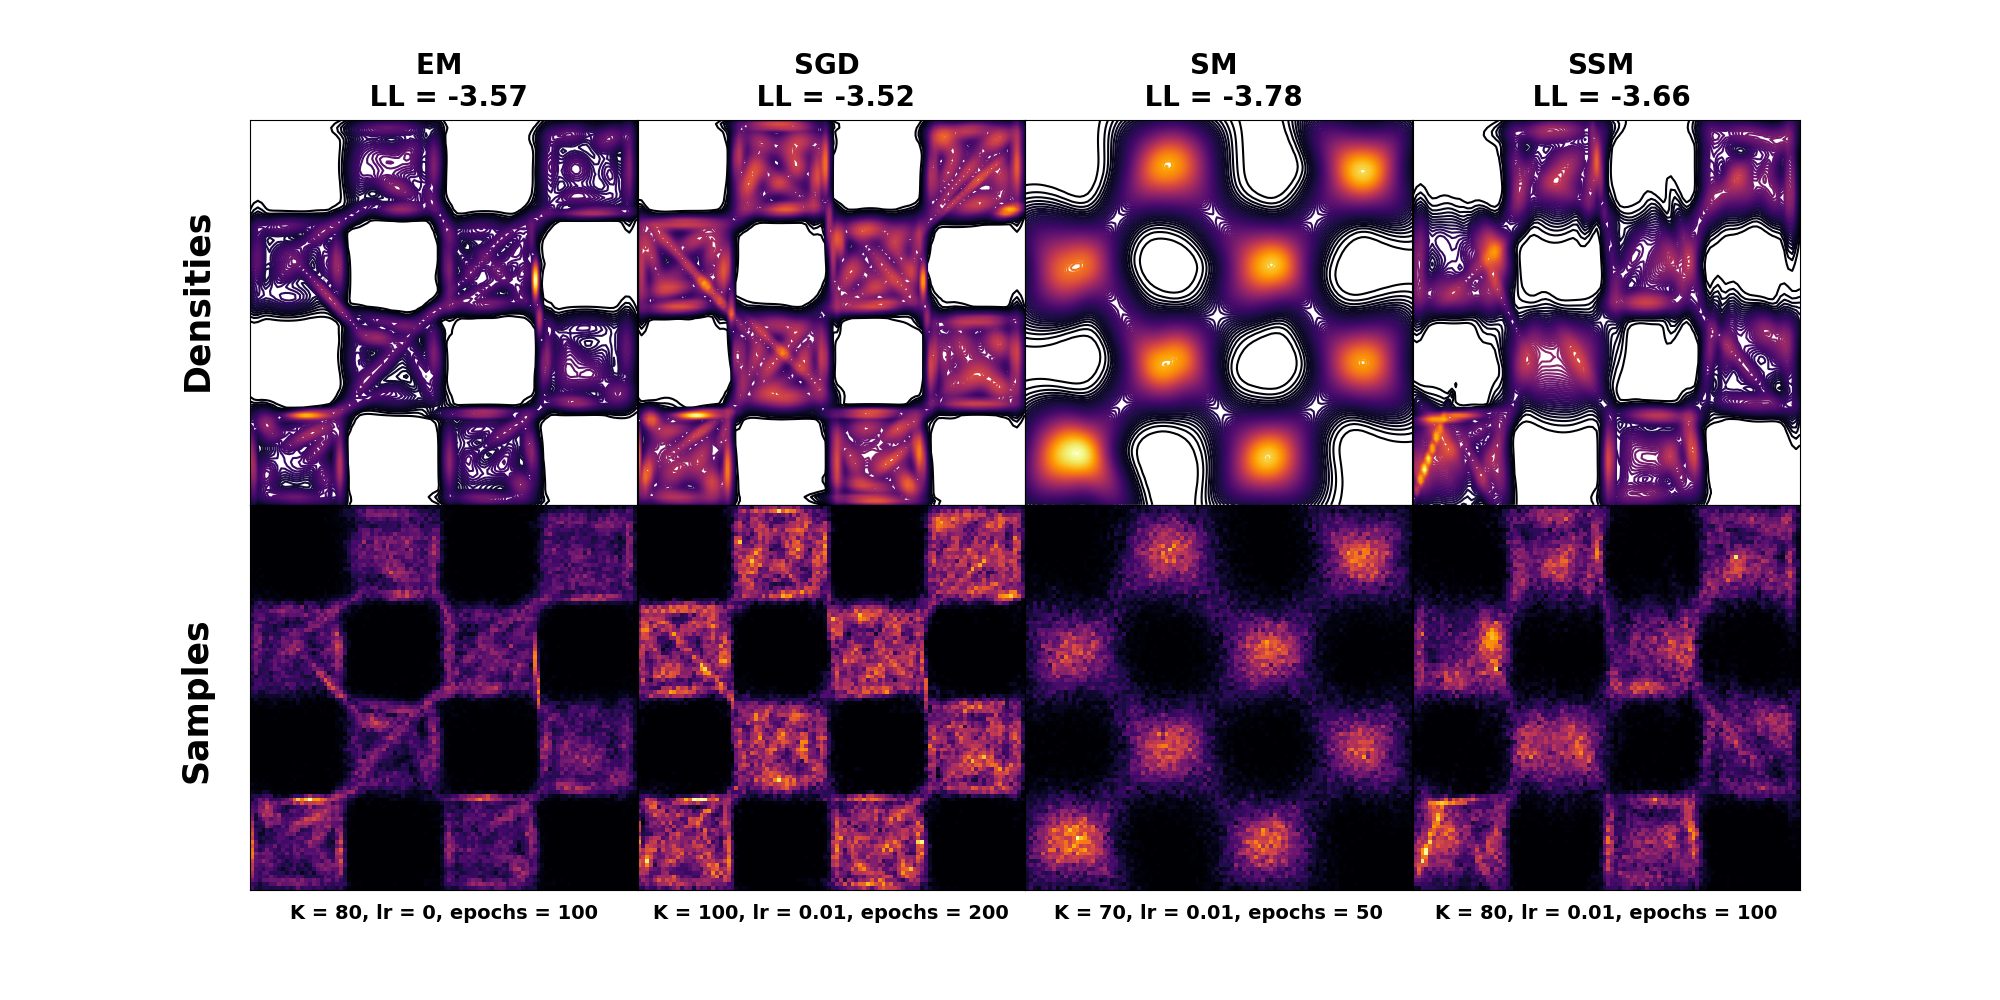 EM
LL = -3.57
SGD
LL = -3.52
SM
LL = -3.78
SSM
LL = -3.66
Densities
Samples
K = 80, lr = 0, epochs = 100
K = 100, lr = 0.01, epochs = 200
K = 70, lr = 0.01, epochs = 50
K = 80, lr = 0.01, epochs = 100